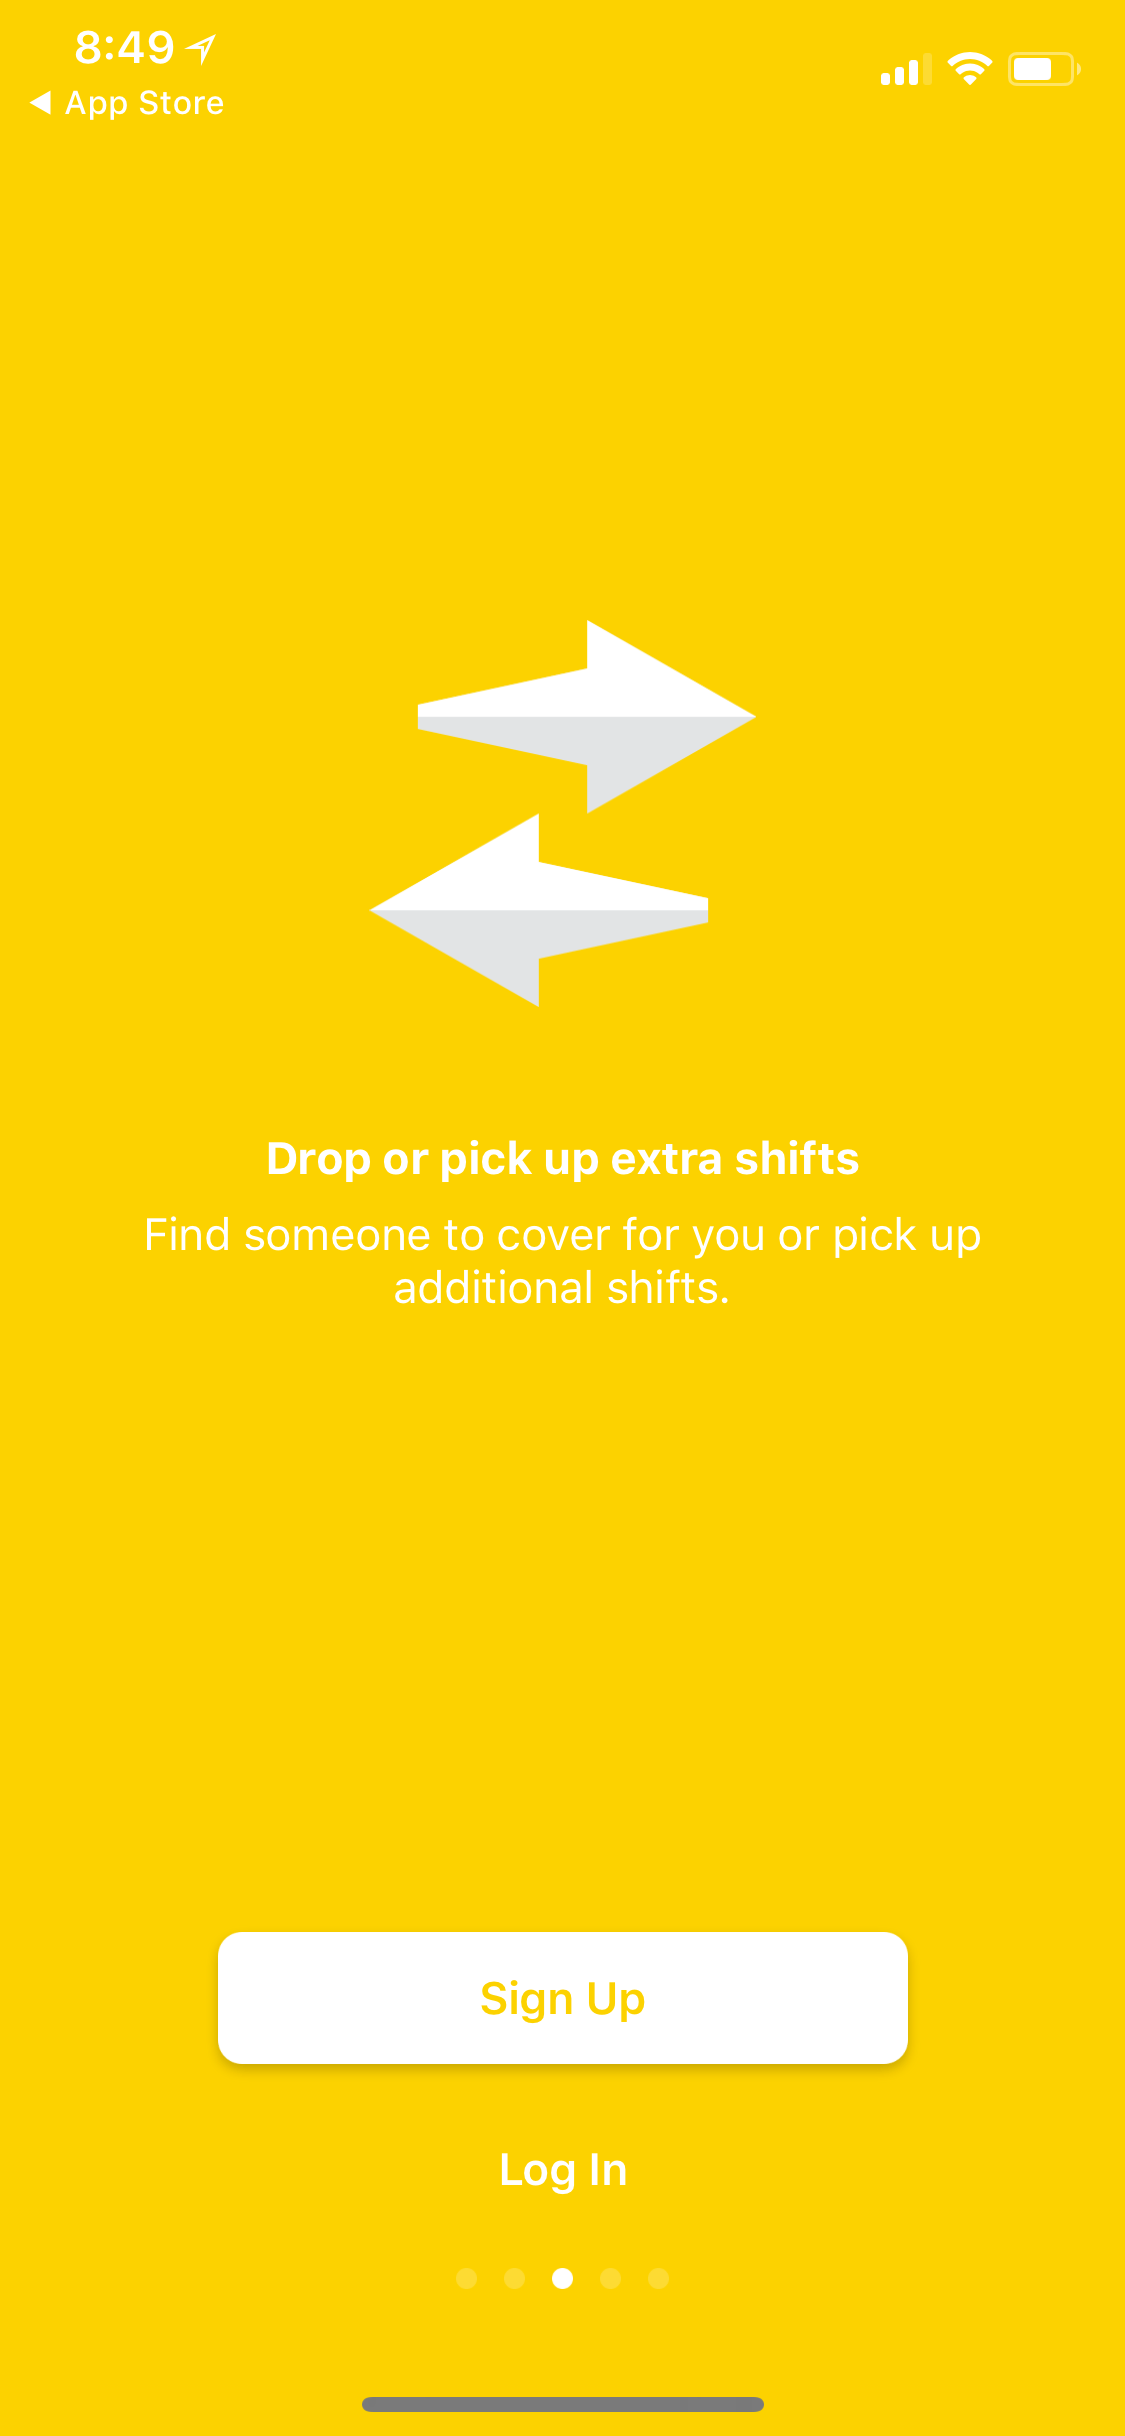 8:49
App Store
Drop or pick up extra shifts
Find someone to cover for you or pick up
additional shifts.
Sign Up
Log In